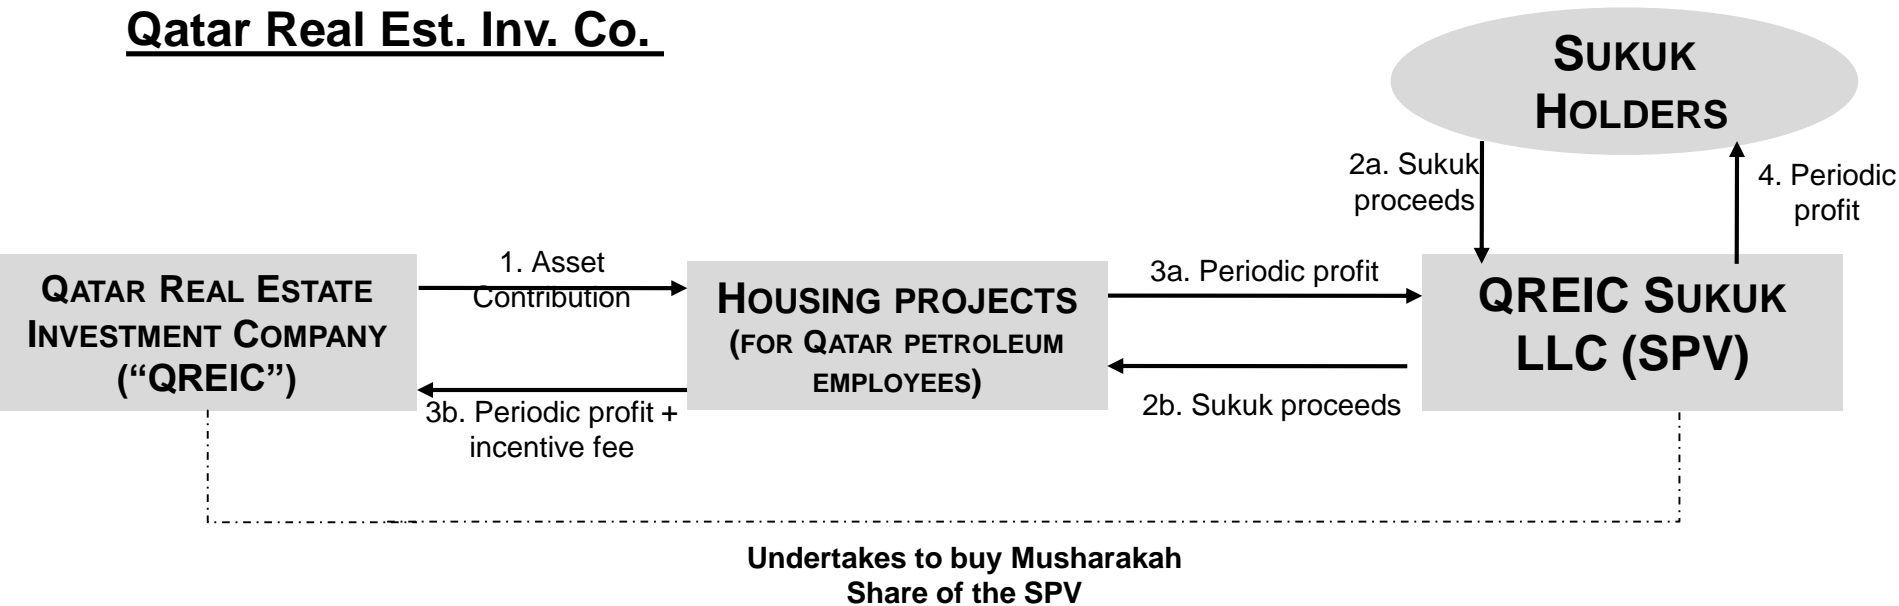 Qatar Real Est. Inv. Co.
SUKUK
HOLDERS
2a. Sukuk
proceeds
4. Periodic
profit
QATAR REAL ESTATE
INVESTMENT COMPANY
(“QREIC”)
1. Asset
Contribution
3b. Periodic profit +
incentive fee
HOUSING PROJECTS
(FOR QATAR PETROLEUM
EMPLOYEES)
3a. Periodic profit
2b. Sukuk proceeds
QREIC SUKUK
LLC (SPV)
Undertakes to buy Musharakah
Share of the SPV